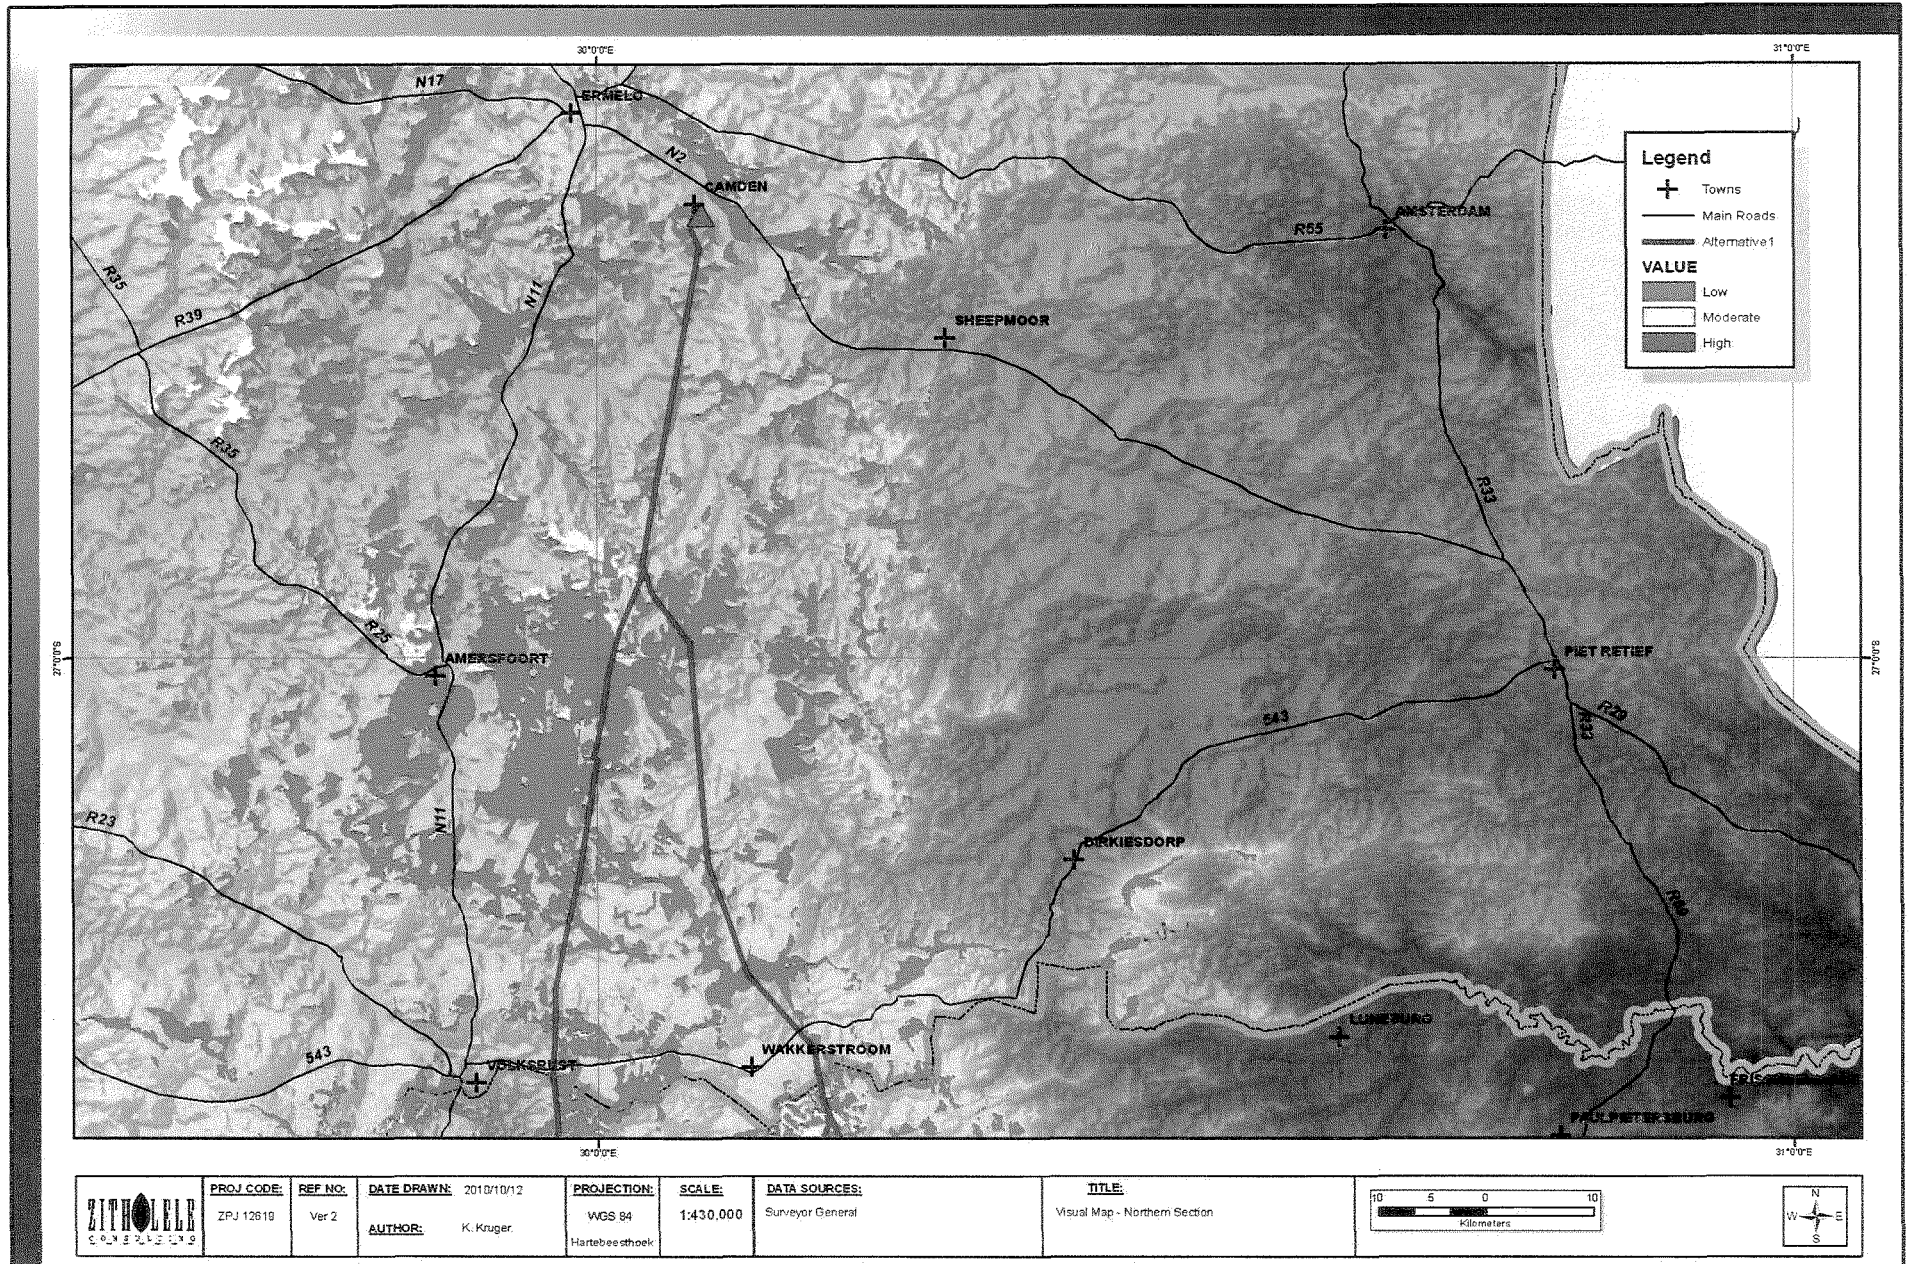 30°0'0"E
31°0'0"E
N17
ERMELO
N2
CAMDEN
Legend
Towns
Main Roads
Alternative1
VALUE
Low
Moderate
High
AMSTERDAM
R65
R35
N11
R39
SHEEPMOOR
R35
R33
R25
AMERSFOORT
27°0'0"S
27°0'0"S
PIET RETIEF
543
R29
R33
R23
N11
DIRKIESDORP
LUNEBURG
543
VOLKSRUST
WAKKERSTROOM
PAULPIETERSBURG
30°0'0"E
31°0'0"E
ZITHOLELE
CONSULTING
PROJ CODE:
ZPJ 12619
REF NO:
Ver 2
DATE DRAWN: 2010/10/12
AUTHOR: K. Kruger.
PROJECTION:
WGS 84
Hartebeesthoek
SCALE:
1:430,000
DATA SOURCES:
Surveyor General
TITLE:
Visual Map - Northern Section
10 5 0 10
Kilometers
N
W E
S